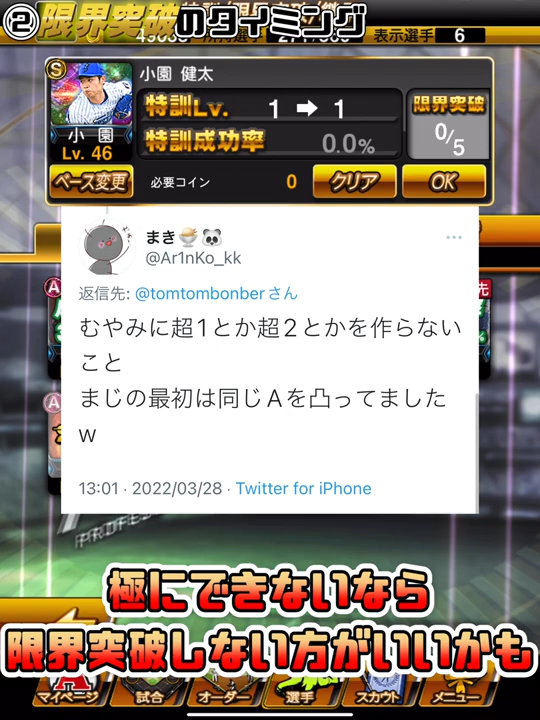 ②限界突破のタイミング
表示選手 6
S
小園 健太
特訓Lv. 1 → 1
限界突破
0/5
小 園
Lv. 46
特訓成功率 0.0%
ベース変更
必要コイン 0
クリア
OK
まき🍚🐼
@Ar1nKo_kk
返信先: @tomtombonberさん
むやみに超1とか超2とかを作らない
こと
まじの最初は同じAを凸ってました
w
13:01 · 2022/03/28 · Twitter for iPhone
A
先
A
極にできないなら
限界突破しない方がいいかも
マイページ
試合
オーダー
選手
スカウト
メニュー